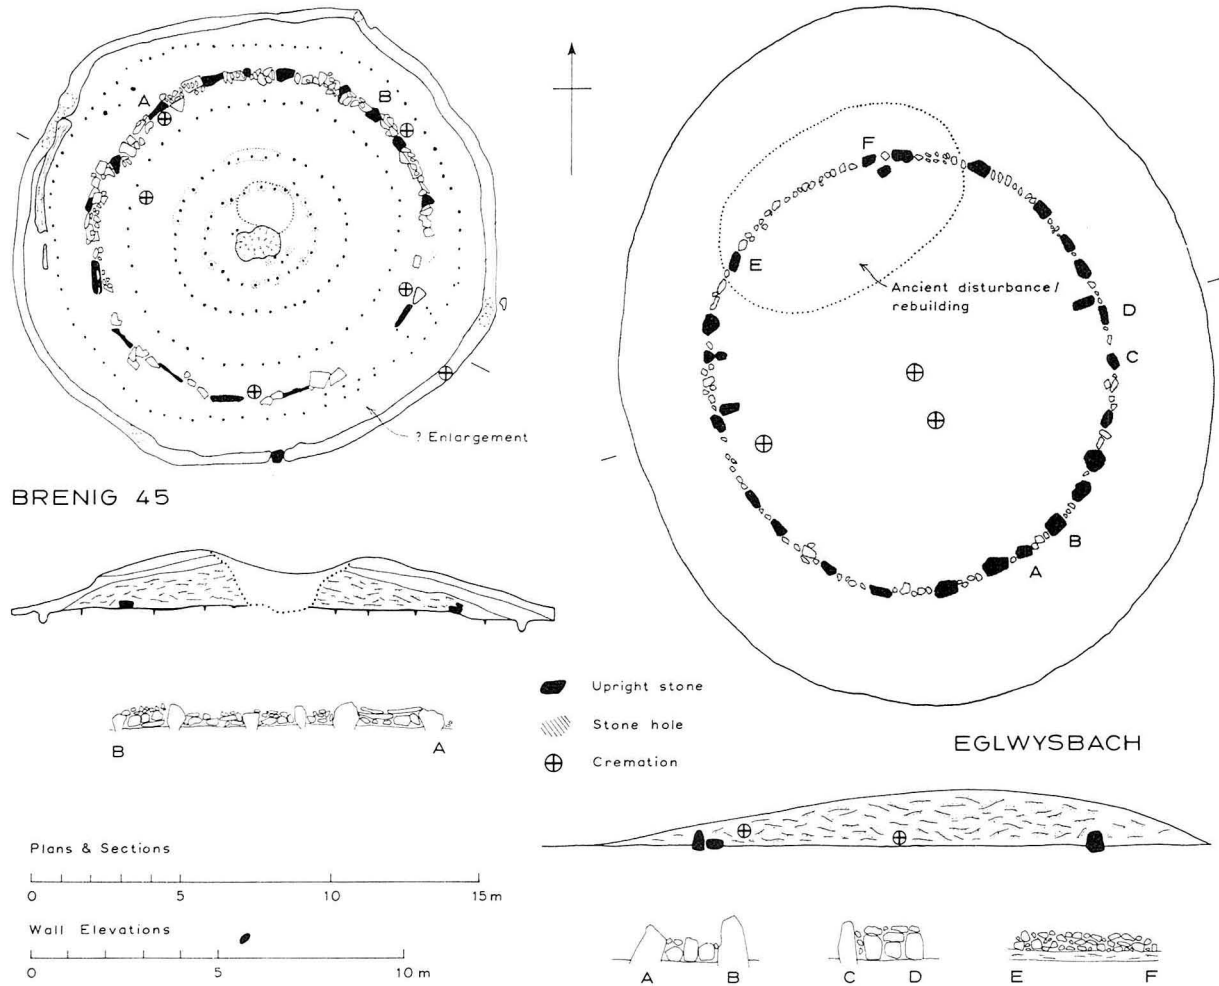 A
B
? Enlargement
BRENIG 45
B
A
F
E
Ancient disturbance/
rebuilding
D
C
B
A
Upright stone
Stone hole
Cremation
EGLWYSBACH
Plans & Sections
0 5 10 15 m
Wall Elevations
0 5 10 m
A B C D E F